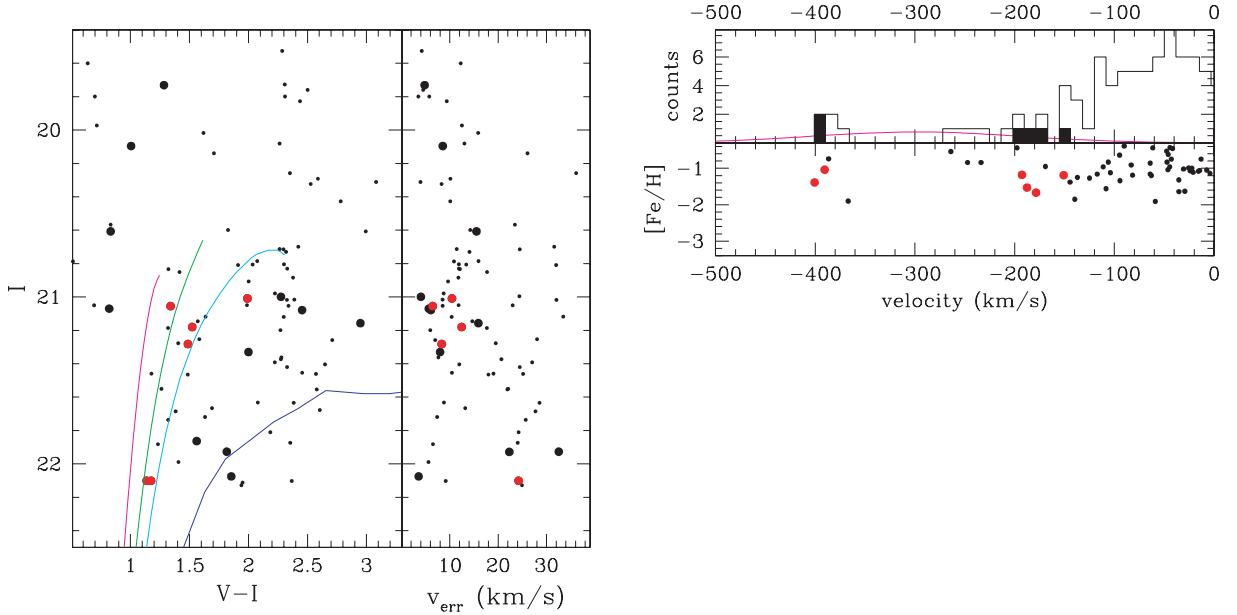 −500 −400 −300 −200 −100 0
counts
6
4
2
[Fe/H]
−1
−2
−3
−500 −400 −300 −200 −100 0
velocity (km/s)
I
20
21
22
1 1.5 2 2.5 3
V−I
10 20 30
v_err (km/s)